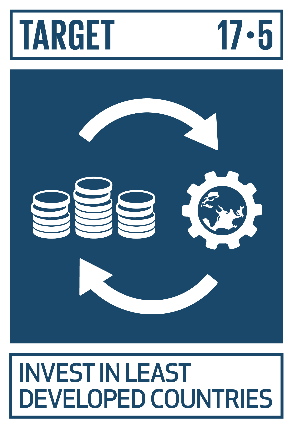 TARGET 17·5
INVEST IN LEAST
DEVELOPED COUNTRIES